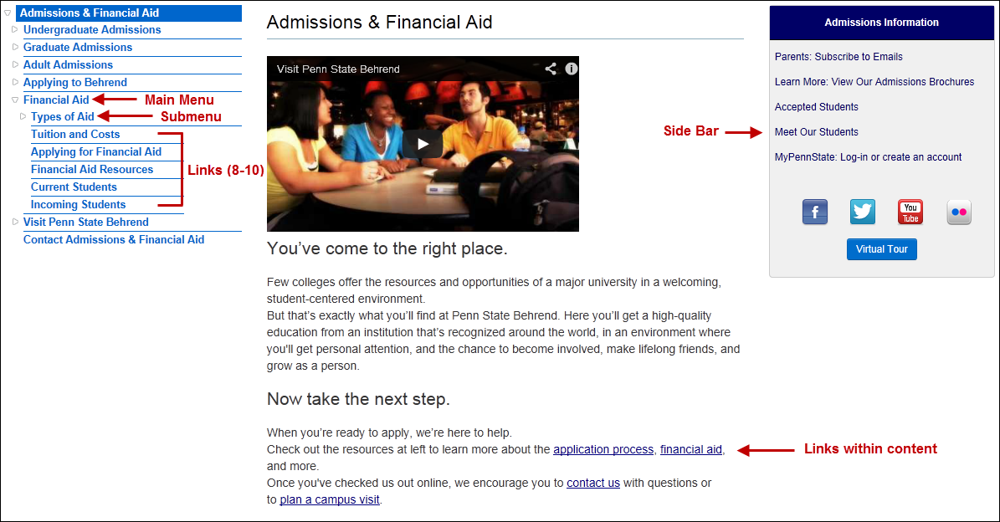 Admissions & Financial Aid
Undergraduate Admissions
Graduate Admissions
Adult Admissions
Applying to Behrend
Financial Aid
Main Menu
Types of Aid
Submenu
Tuition and Costs
Applying for Financial Aid
Financial Aid Resources
Current Students
Incoming Students
Links (8-10)
Visit Penn State Behrend
Contact Admissions & Financial Aid
Admissions & Financial Aid
Visit Penn State Behrend
You’ve come to the right place.
Few colleges offer the resources and opportunities of a major university in a welcoming,
student-centered environment.
But that’s exactly what you’ll find at Penn State Behrend. Here you’ll get a high-quality
education from an institution that’s recognized around the world, in an environment where
you'll get personal attention, and the chance to become involved, make lifelong friends, and
grow as a person.
Now take the next step.
When you’re ready to apply, we’re here to help.
Check out the resources at left to learn more about the application process, financial aid,
and more.
Once you've checked us out online, we encourage you to contact us with questions or
to plan a campus visit.
Links within content
Admissions Information
Parents: Subscribe to Emails
Learn More: View Our Admissions Brochures
Accepted Students
Side Bar
Meet Our Students
MyPennState: Log-in or create an account
f
You
Tube
Virtual Tour